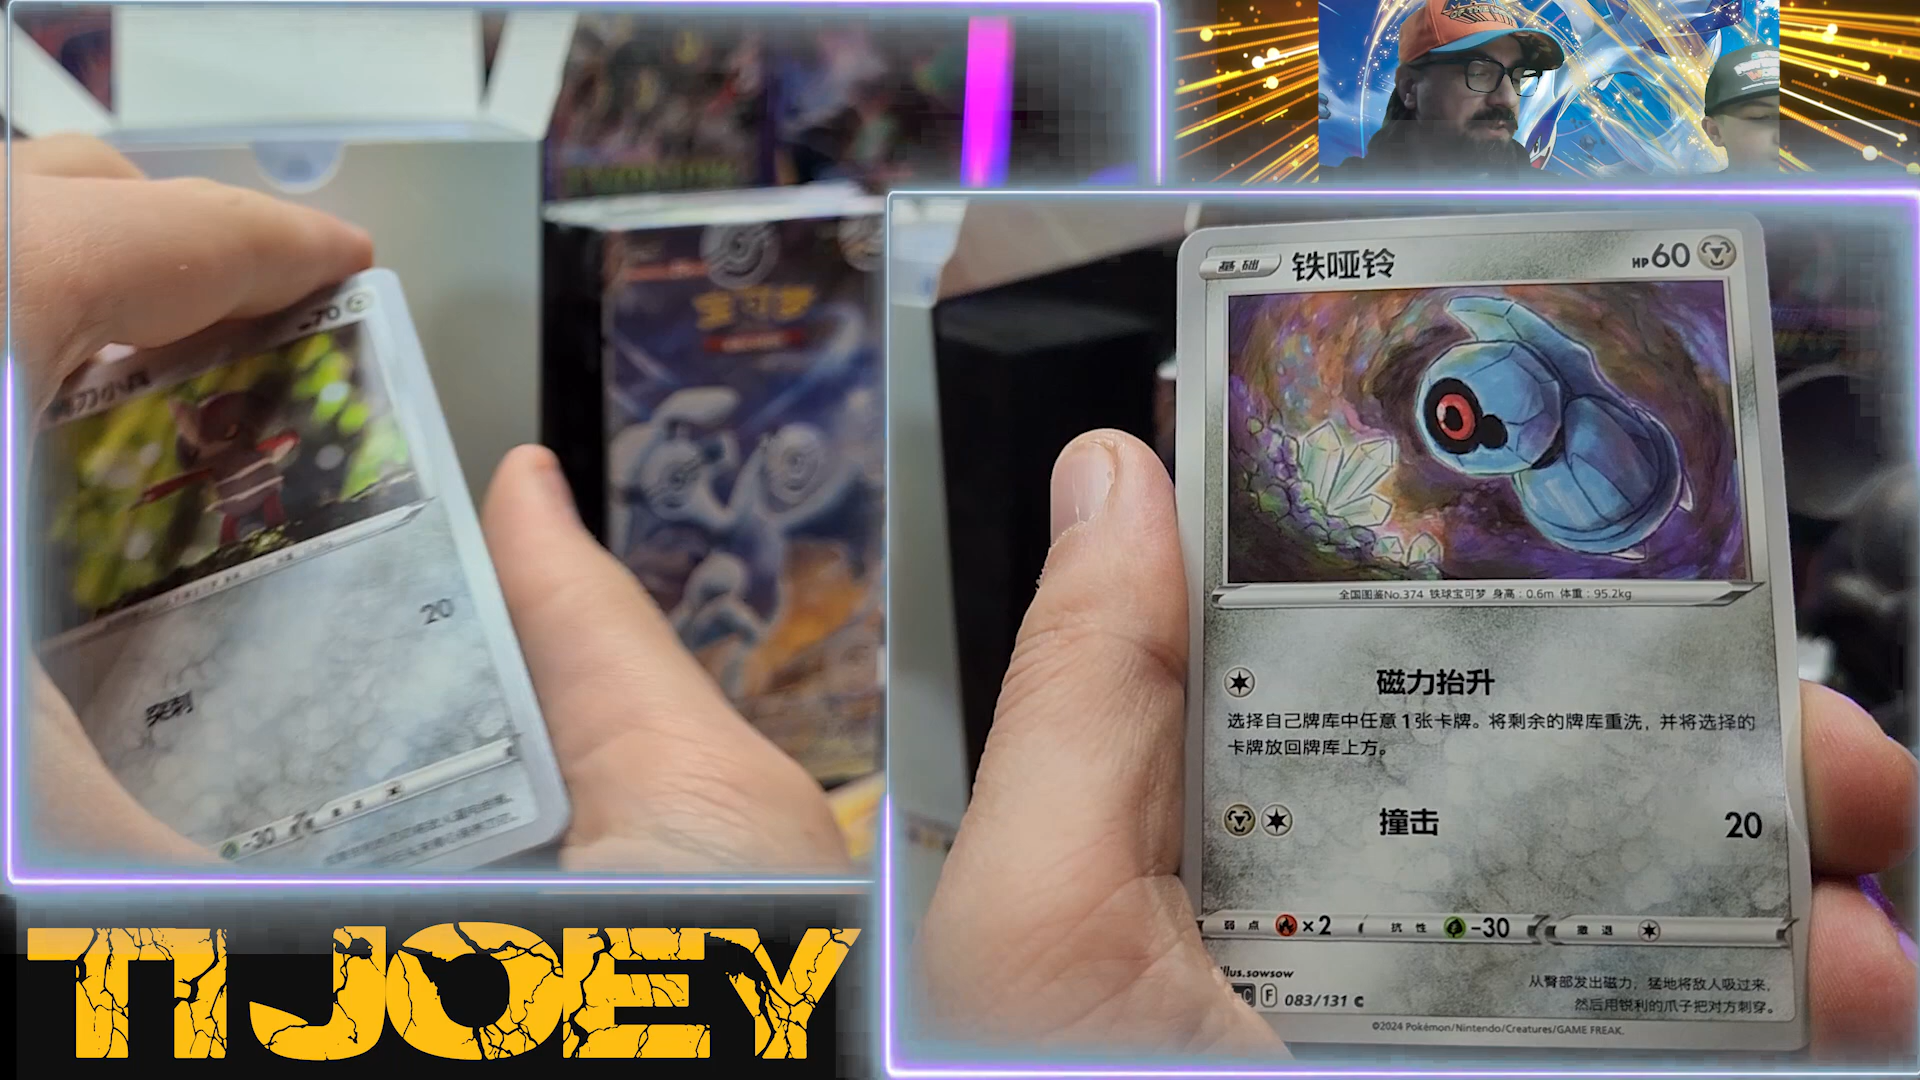 70
20
突刺
-30
宝可梦
TIJOEY
基础
铁哑铃
HP60
全国图鉴No.374 铁球宝可梦 身高：0.6m 体重：95.2kg
磁力抬升
选择自己牌库中任意1张卡牌。将剩余的牌库重洗，并将选择的
卡牌放回牌库上方。
撞击 20
弱点 ×2 抗性 -30 撤退
illus.sowsow
F 083/131 C
从臀部发出磁力，猛地将敌人吸过来，
然后用锐利的爪子把对方刺穿。
©2024 Pokémon/Nintendo/Creatures/GAME FREAK.